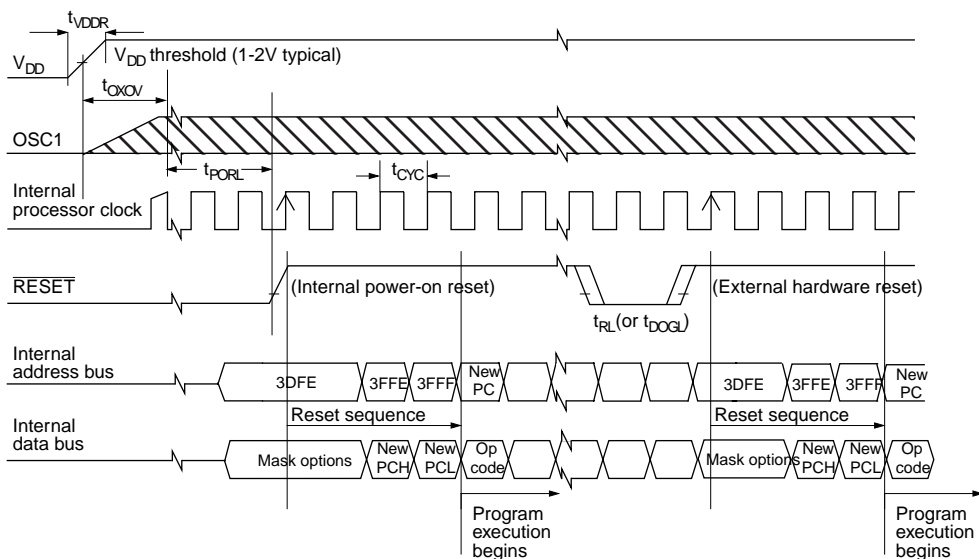 tVDDR
VDD
VDD threshold (1-2V typical)
tOXOV
OSC1
tPORL
tCYC
Internal
processor clock
RESET
(Internal power-on reset)
(External hardware reset)
tRL(or tDOGL)
Internal
address bus
3DFE
3FFE
3FFF
New
PC
3DFE
3FFE
3FFF
New
PC
Reset sequence
Reset sequence
Internal
data bus
Mask options
New
PCH
New
PCL
Op
code
Mask options
New
PCH
New
PCL
Op
code
Program
execution
begins
Program
execution
begins